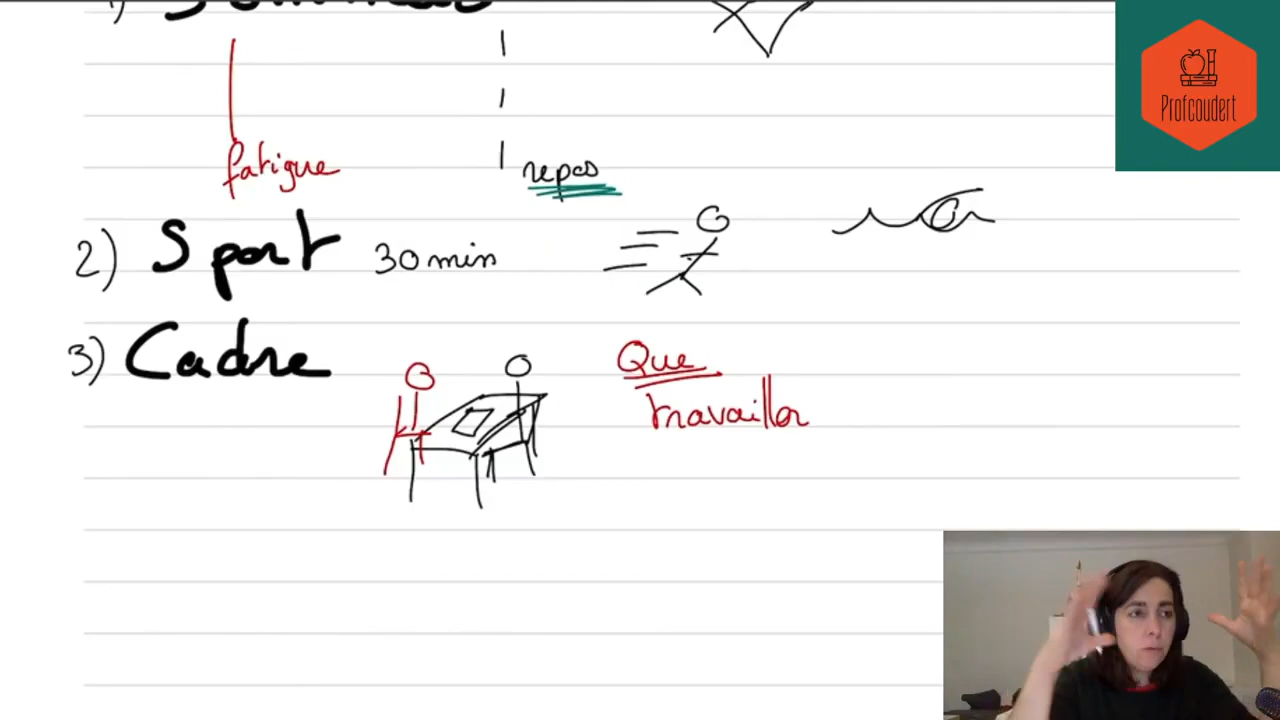 Profcoudert
fatigue
repos
2) Sport 30 min
3) Cadre
Que
travailler